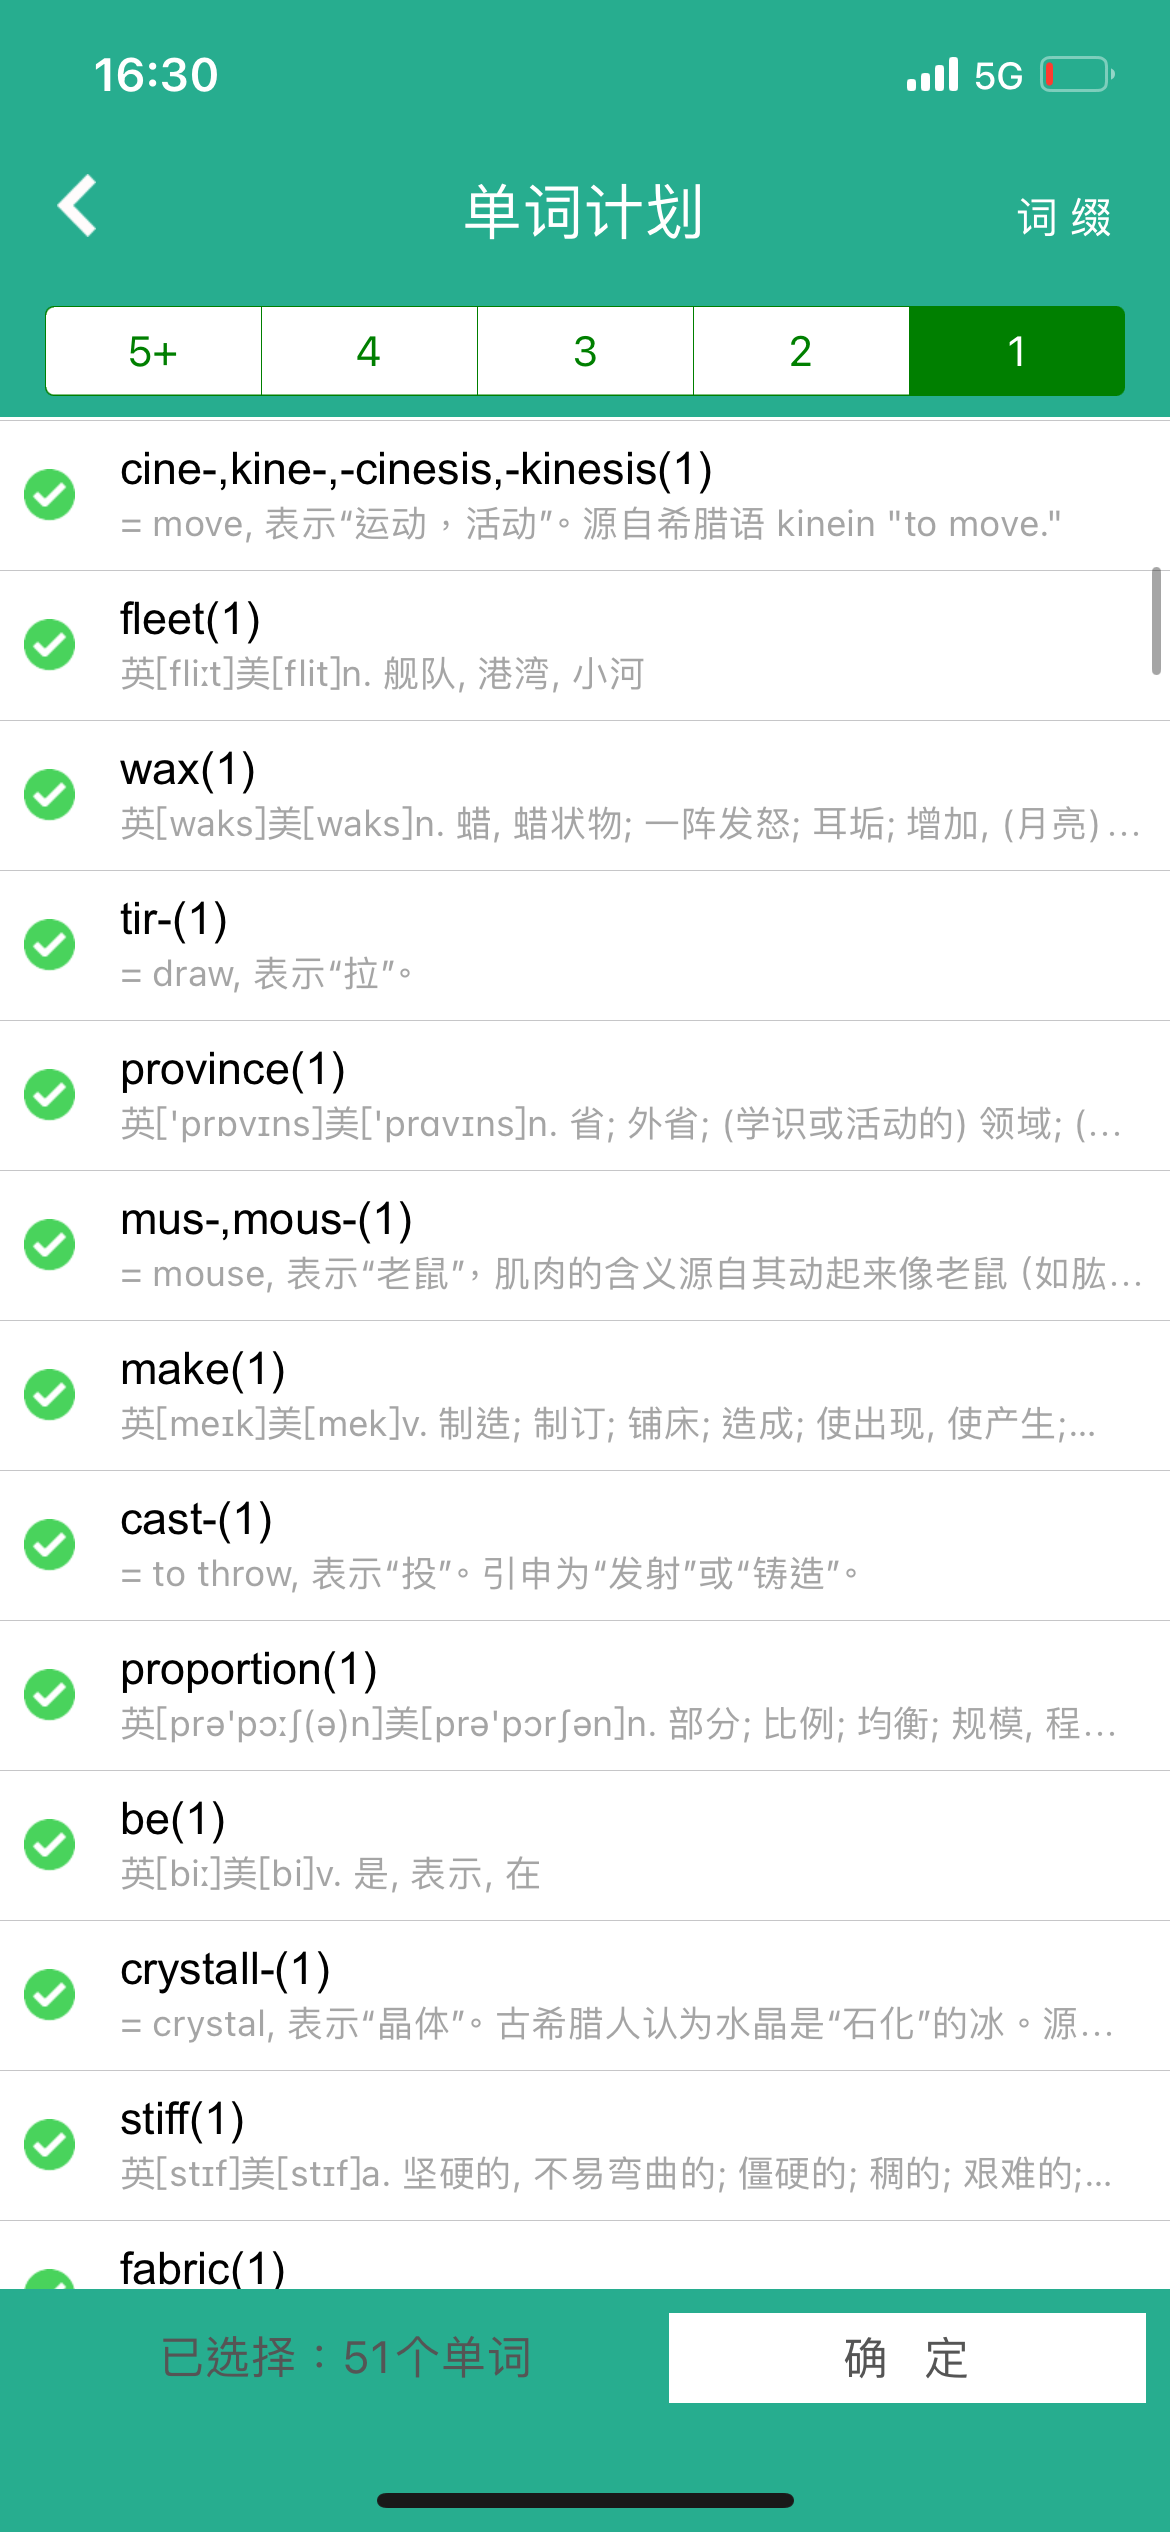 16:30
5G
单词计划
词 缀
5+ 4 3 2 1
cine-,kine-,-cinesis,-kinesis(1)
= move, 表示“运动，活动”。源自希腊语 kinein "to move."
fleet(1)
英[fliːt]美[flit]n. 舰队, 港湾, 小河
wax(1)
英[waks]美[waks]n. 蜡, 蜡状物; 一阵发怒; 耳垢; 增加, (月亮) …
tir-(1)
= draw, 表示“拉”。
province(1)
英['prɒvɪns]美['prɑvɪns]n. 省; 外省; (学识或活动的) 领域; (…
mus-,mous-(1)
= mouse, 表示“老鼠”，肌肉的含义源自其动起来像老鼠 (如肱…
make(1)
英[meɪk]美[mek]v. 制造; 制订; 铺床; 造成; 使出现, 使产生;…
cast-(1)
= to throw, 表示“投”。引申为“发射”或“铸造”。
proportion(1)
英[prə'pɔːʃ(ə)n]美[prə'pɔrʃən]n. 部分; 比例; 均衡; 规模, 程…
be(1)
英[biː]美[bi]v. 是, 表示, 在
crystall-(1)
= crystal, 表示“晶体”。古希腊人认为水晶是“石化”的冰。源…
stiff(1)
英[stɪf]美[stɪf]a. 坚硬的, 不易弯曲的; 僵硬的; 稠的; 艰难的;…
fabric(1)
已选择：51个单词
确 定